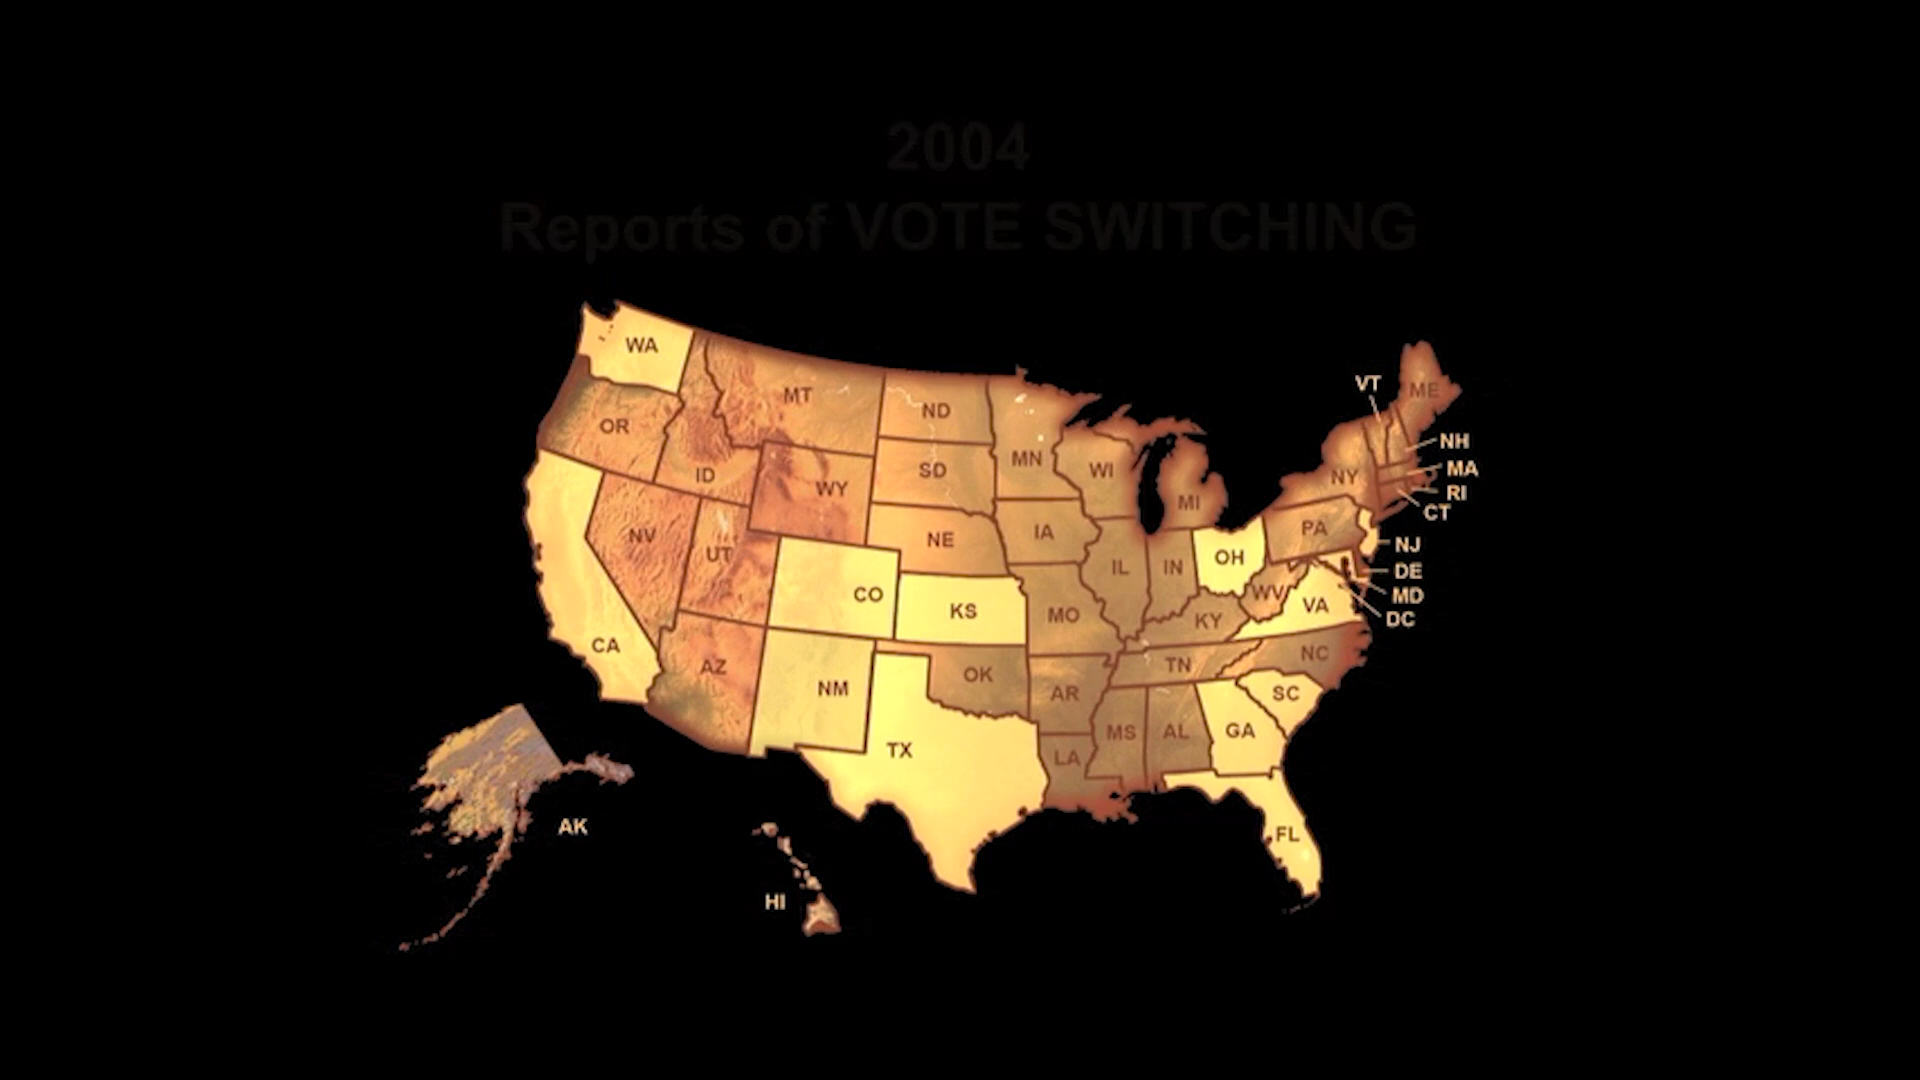 2004
Reports of VOTE SWITCHING
WA
MT
ND
MN
VT
ME
OR
ID
WY
SD
WI
MI
NY
NH
MA
RI
CT
NV
UT
NE
IA
IL
IN
OH
PA
NJ
DE
MD
DC
CO
KS
MO
KY
WV
VA
CA
AZ
NM
OK
AR
TN
NC
SC
TX
LA
MS
AL
GA
FL
AK
HI